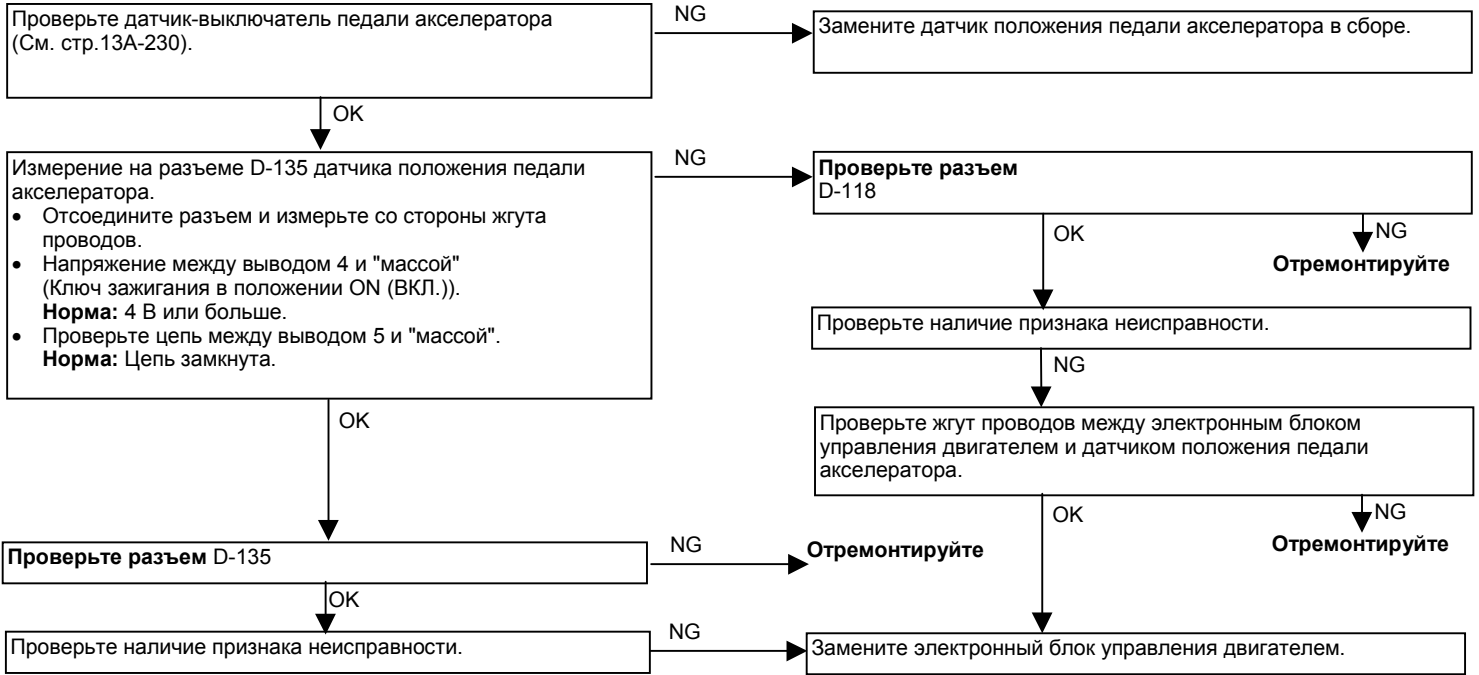 Проверьте датчик-выключатель педали акселератора
(См. стр.13А-230).
NG
Замените датчик положения педали акселератора в сборе.
OK
Измерение на разъеме D-135 датчика положения педали
акселератора.
• Отсоедините разъем и измерьте со стороны жгута
проводов.
• Напряжение между выводом 4 и "массой"
(Ключ зажигания в положении ON (ВКЛ.)).
Норма: 4 В или больше.
• Проверьте цепь между выводом 5 и "массой".
Норма: Цепь замкнута.
NG
Проверьте разъем
D-118
OK
NG
Отремонтируйте
Проверьте наличие признака неисправности.
NG
Проверьте жгут проводов между электронным блоком
управления двигателем и датчиком положения педали
акселератора.
OK
NG
Отремонтируйте
OK
Проверьте разъем D-135
NG
Отремонтируйте
OK
Проверьте наличие признака неисправности.
NG
Замените электронный блок управления двигателем.